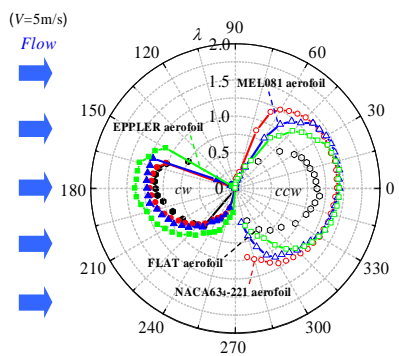 (V=5m/s)
Flow
λ
90
2.0
1.5
1.0
0.5
0
120
60
150
30
180
0
210
330
240
300
270
MEL081 aerofoil
EPPLER aerofoil
cw
ccw
FLAT aerofoil
NACA63₄-221 aerofoil